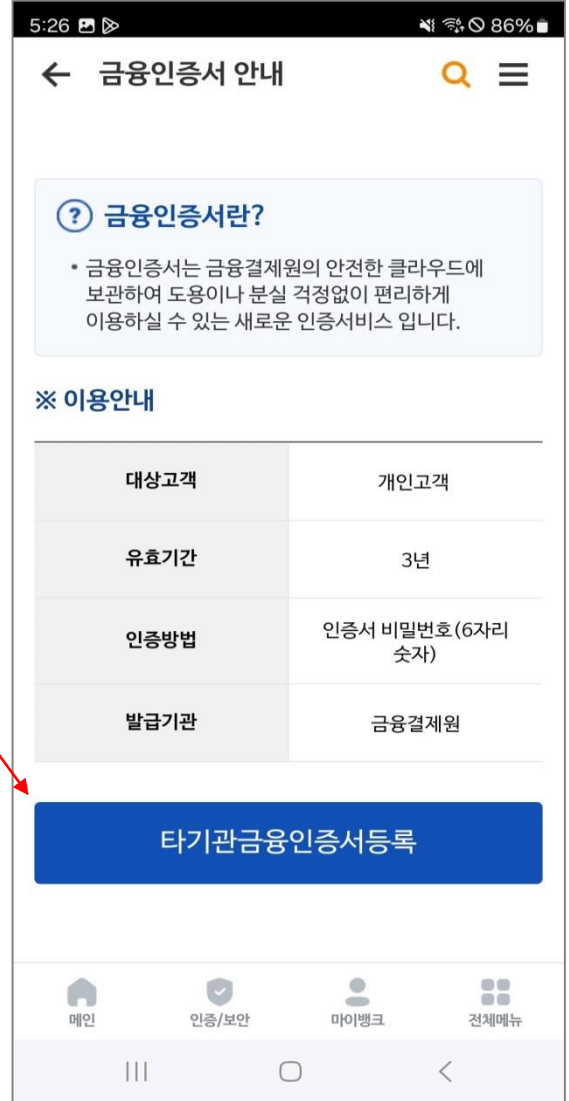 5:26 86%
금융인증서 안내
? 금융인증서란?
• 금융인증서는 금융결제원의 안전한 클라우드에
보관하여 도용이나 분실 걱정없이 편리하게
이용하실 수 있는 새로운 인증서비스 입니다.
※ 이용안내
대상고객 개인고객
유효기간 3년
인증방법 인증서 비밀번호(6자리
숫자)
발급기관 금융결제원
타기관금융인증서등록
메인 인증/보안 마이뱅크 전체메뉴